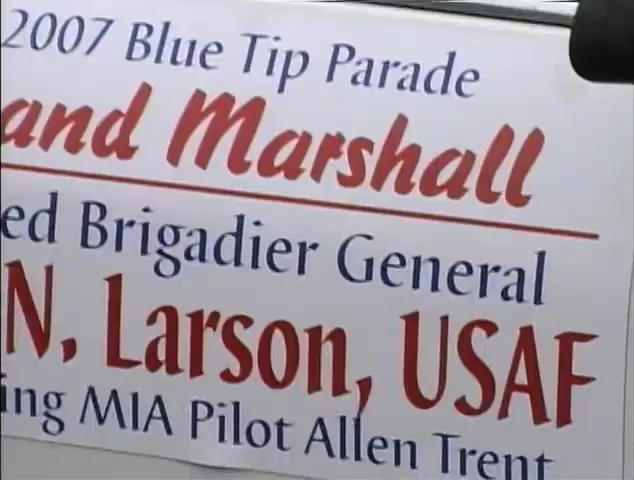 2007 Blue Tip Parade
and Marshall
ed Brigadier General
N. Larson, USAF
ing MIA Pilot Allen Trent